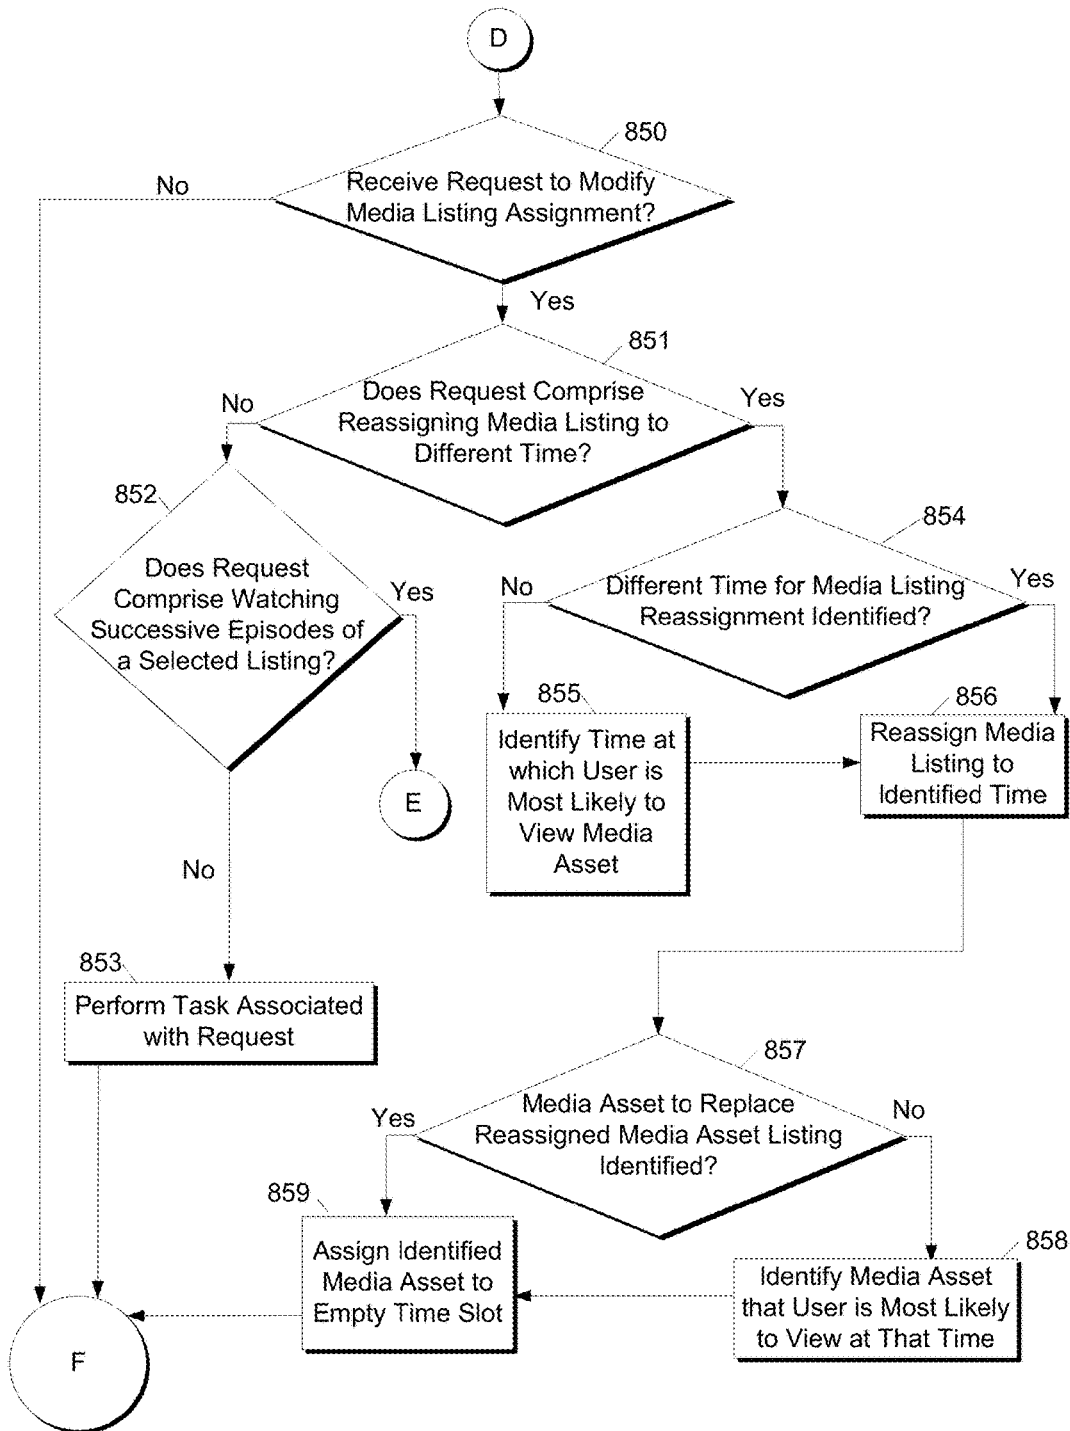 D
850
Receive Request to Modify
Media Listing Assignment?
No
Yes
851
Does Request Comprise
Reassigning Media Listing to
Different Time?
No
Yes
852
Does Request
Comprise Watching
Successive Episodes of
a Selected Listing?
Yes
E
No
854
Different Time for Media Listing
Reassignment Identified?
No
Yes
855
Identify Time at
which User is
Most Likely to
View Media
Asset
856
Reassign Media
Listing to
Identified Time
853
Perform Task Associated
with Request
857
Media Asset to Replace
Reassigned Media Asset Listing
Identified?
Yes
No
859
Assign Identified
Media Asset to
Empty Time Slot
858
Identify Media Asset
that User is Most Likely
to View at That Time
F